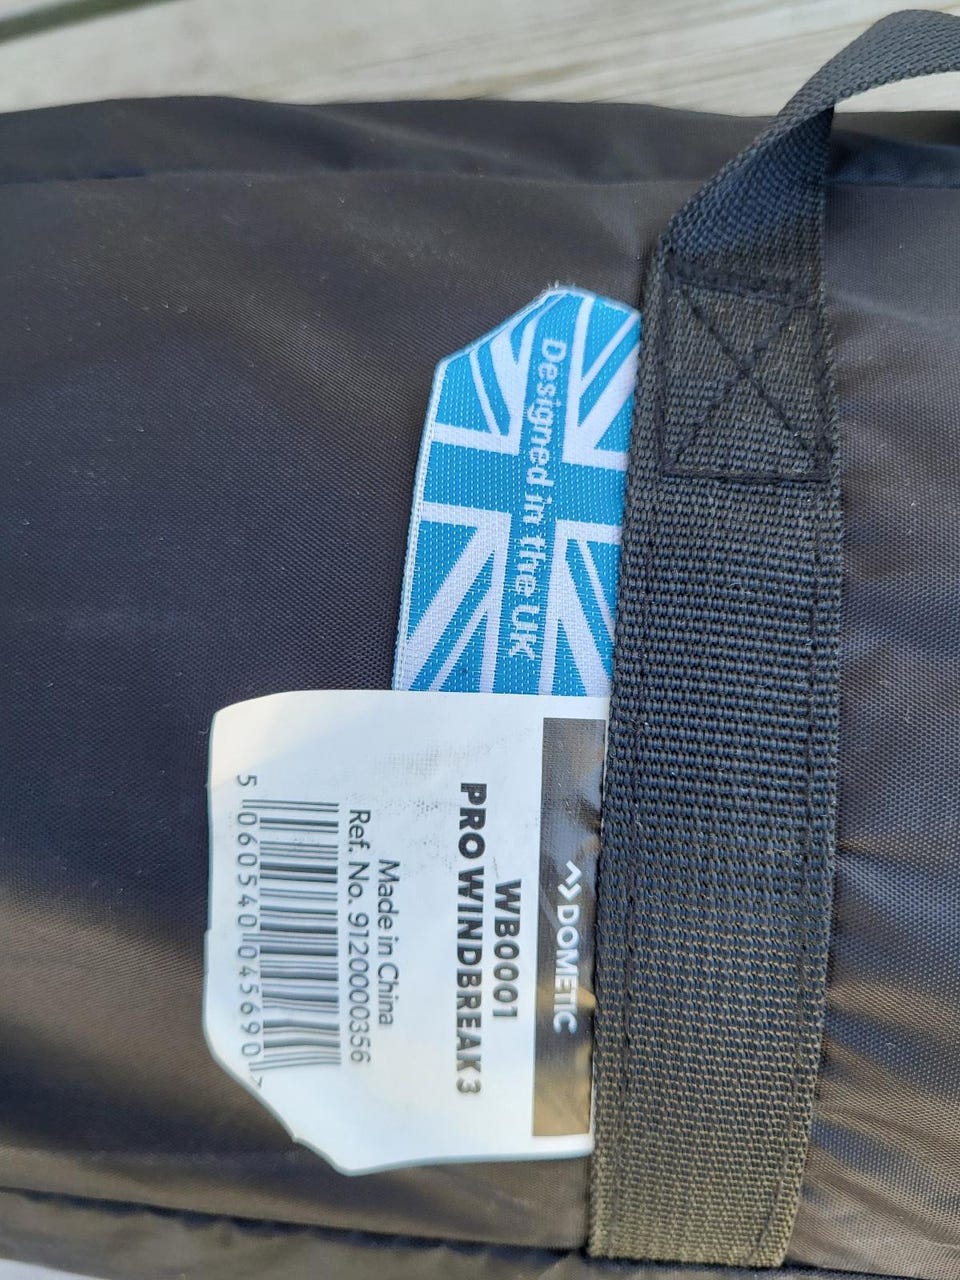 Designed in the UK
DOMETIC
WB0001
PRO WINDBREAK 3
Made in China
Ref. No. 9120000356
5 060540 045690